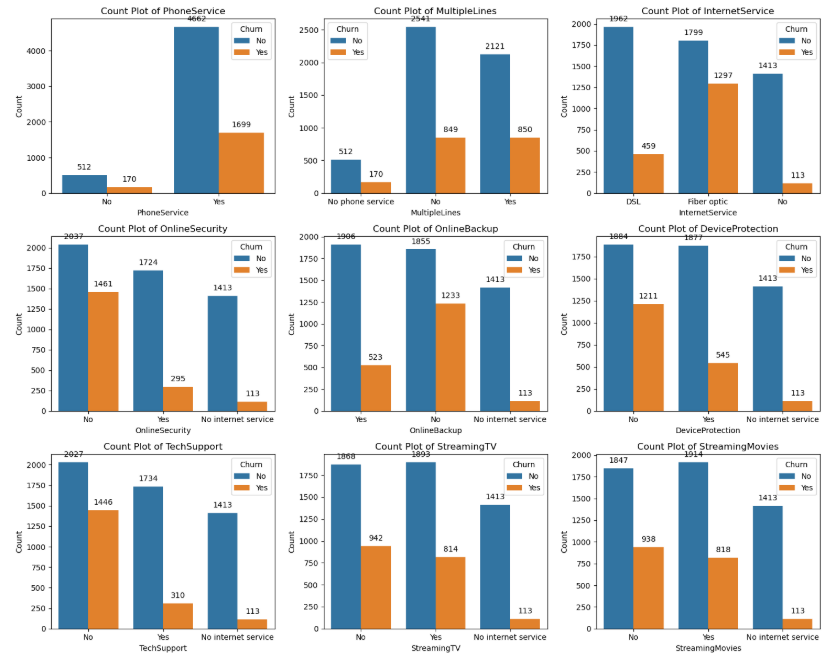 Count Plot of PhoneService
4662
Churn
No
Yes
4000
3000
2000
1000
0
Count
1699
512
170
No
Yes
PhoneService
Count Plot of MultipleLines
2541
Churn
No
Yes
2500
2000
1500
1000
500
0
Count
2121
849
850
512
170
No phone service
No
Yes
MultipleLines
Count Plot of InternetService
1962
Churn
No
Yes
2000
1750
1500
1250
1000
750
500
250
0
Count
1799
1413
1297
459
113
DSL
Fiber optic
No
InternetService
Count Plot of OnlineSecurity
2037
Churn
No
Yes
2000
1750
1500
1250
1000
750
500
250
0
Count
1724
1461
1413
295
113
No
Yes
No internet service
OnlineSecurity
Count Plot of OnlineBackup
1906
1855
Churn
No
Yes
2000
1750
1500
1250
1000
750
500
250
0
Count
1413
1233
523
113
Yes
No
No internet service
OnlineBackup
Count Plot of DeviceProtection
1884
1877
Churn
No
Yes
1750
1500
1250
1000
750
500
250
0
Count
1413
1211
545
113
No
Yes
No internet service
DeviceProtection
Count Plot of TechSupport
2027
Churn
No
Yes
2000
1750
1500
1250
1000
750
500
250
0
Count
1734
1446
1413
310
113
No
Yes
No internet service
TechSupport
Count Plot of StreamingTV
1868
1893
Churn
No
Yes
1750
1500
1250
1000
750
500
250
0
Count
1413
942
814
113
No
Yes
No internet service
StreamingTV
Count Plot of StreamingMovies
1847
1914
Churn
No
Yes
2000
1750
1500
1250
1000
750
500
250
0
Count
1413
938
818
113
No
Yes
No internet service
StreamingMovies